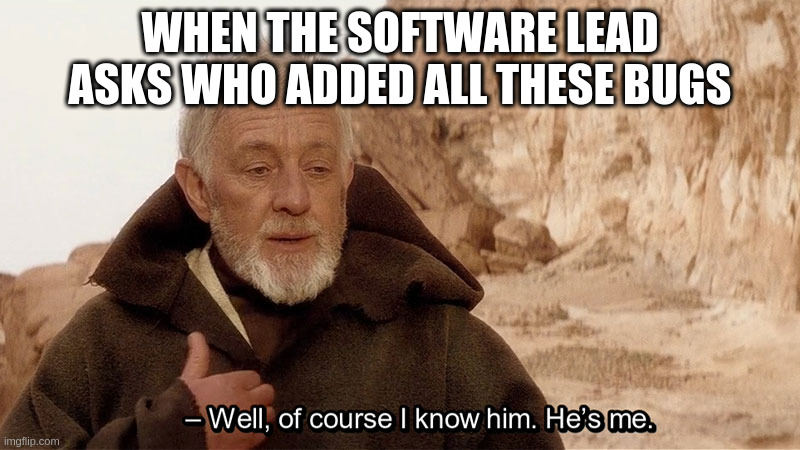 WHEN THE SOFTWARE LEAD
ASKS WHO ADDED ALL THESE BUGS
– Well, of course I know him. He's me.
imgflip.com